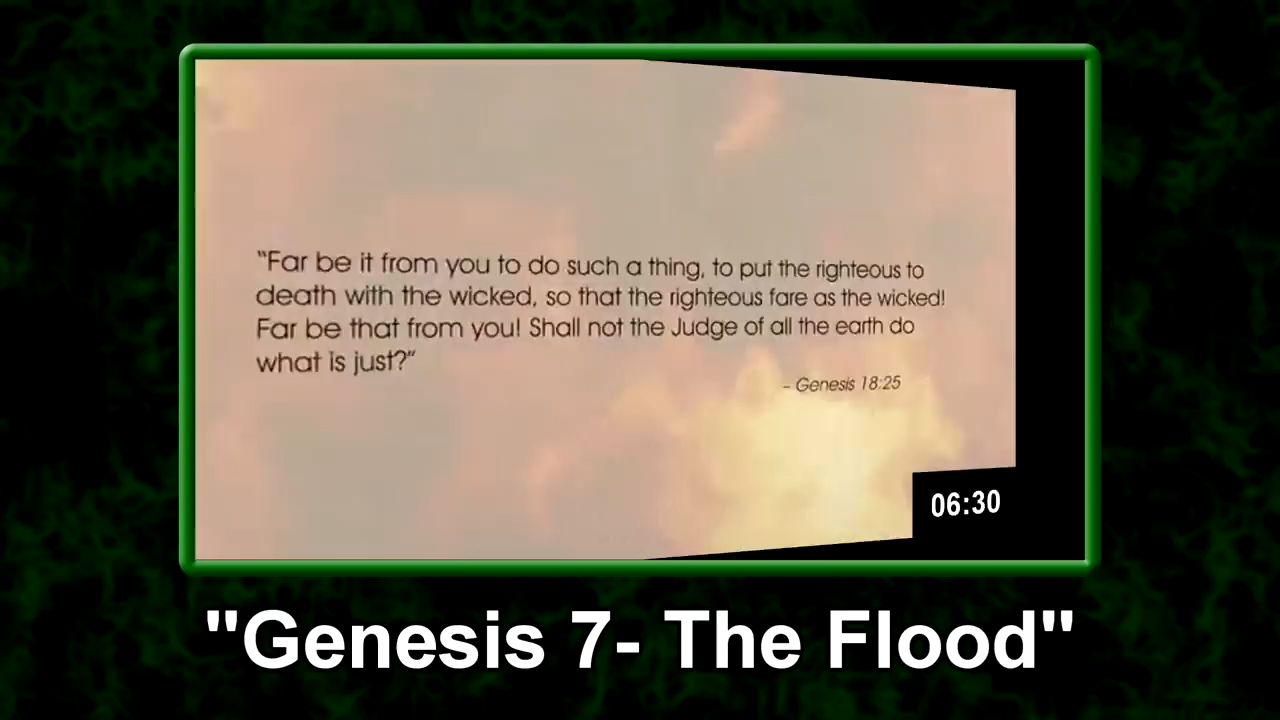 “Far be it from you to do such a thing, to put the righteous to
death with the wicked, so that the righteous fare as the wicked!
Far be that from you! Shall not the Judge of all the earth do
what is just?”
– Genesis 18:25
06:30
"Genesis 7- The Flood"